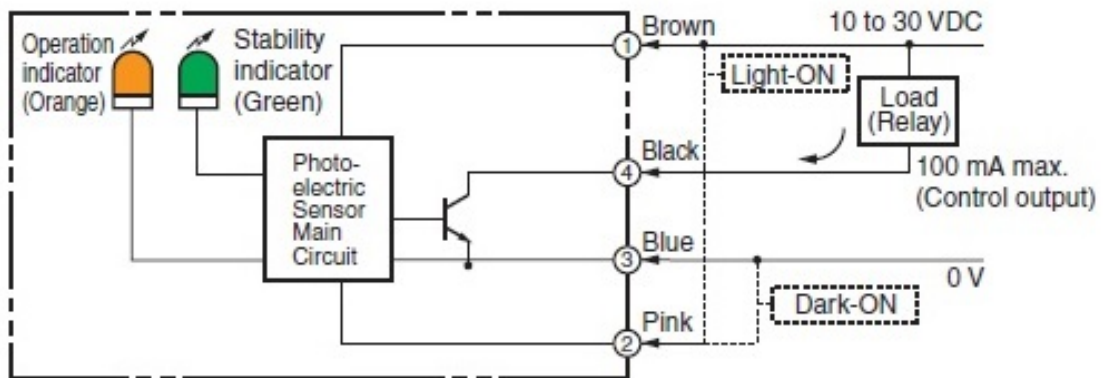 Operation
indicator
(Orange)
Stability
indicator
(Green)
Photo-
electric
Sensor
Main
Circuit
1
Brown
10 to 30 VDC
Light-ON
Load
(Relay)
4
Black
100 mA max.
(Control output)
3
Blue
0 V
Dark-ON
2
Pink